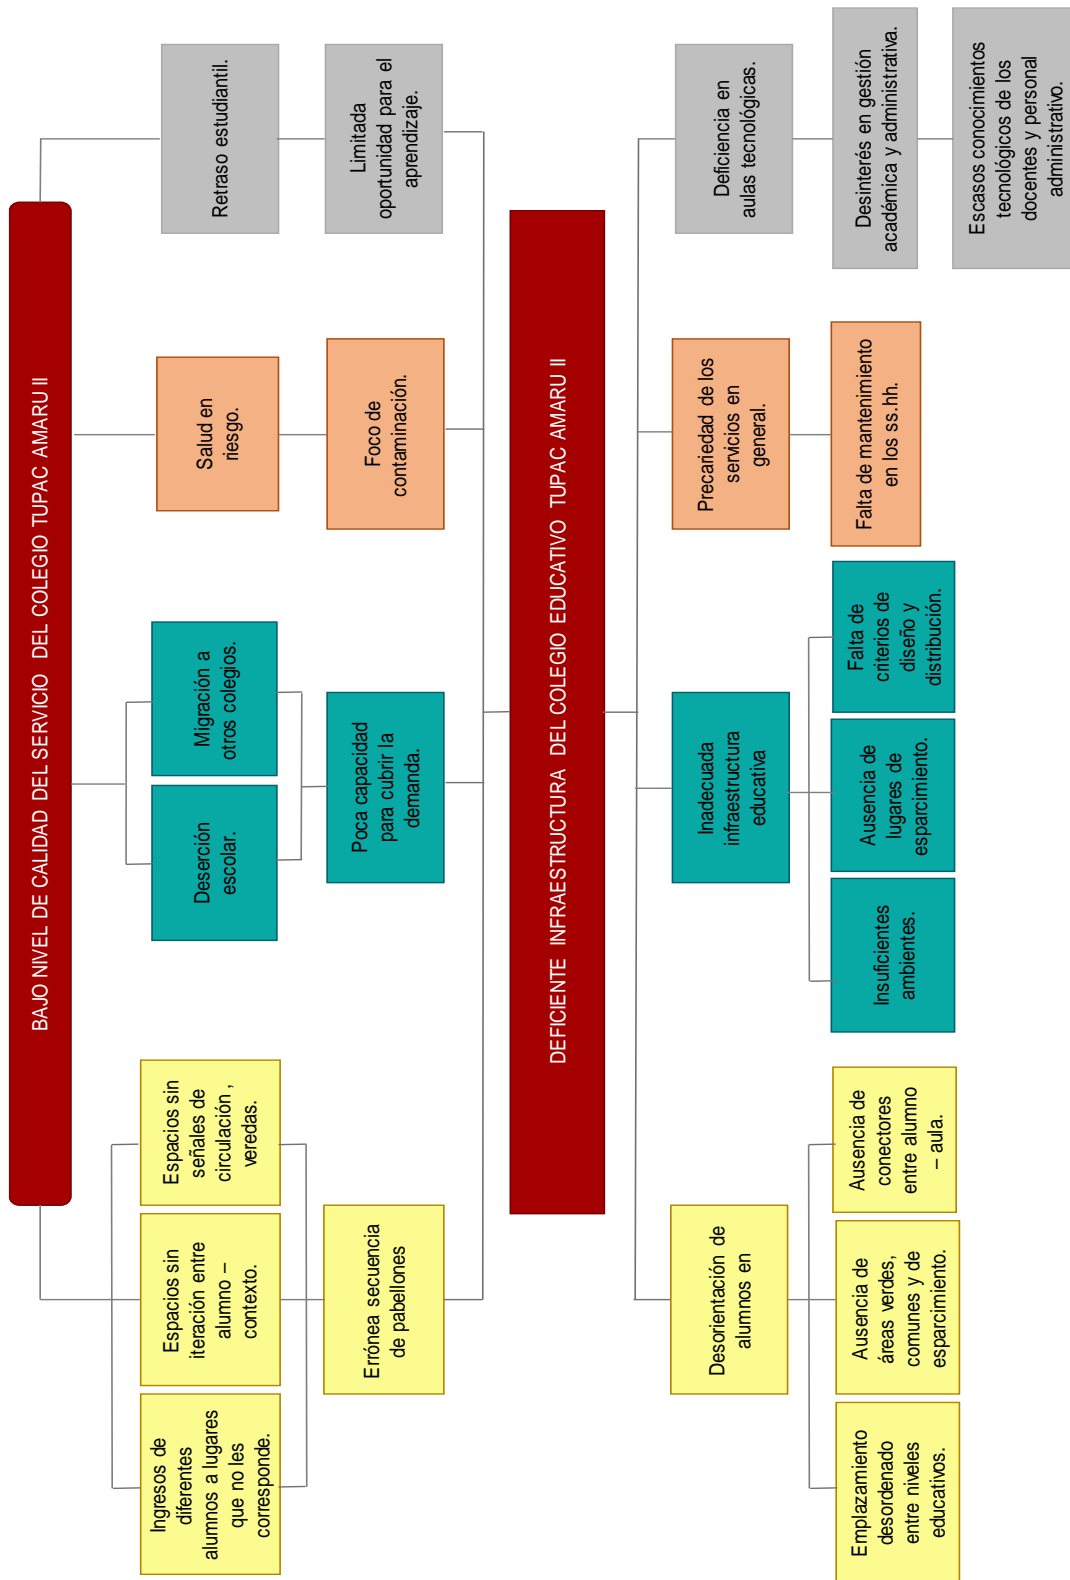 BAJO NIVEL DE CALIDAD DEL SERVICIO DEL COLEGIO TUPAC AMARU II
Ingresos de
diferentes
alumnos a lugares
que no les
corresponde.
Espacios sin
iteración entre
alumno –
contexto.
Espacios sin
señales de
circulación ,
veredas.
Deserción
escolar.
Migración a
otros colegios.
Salud en
riesgo.
Retraso estudiantil.
Errónea secuencia
de pabellones
Poca capacidad
para cubrir la
demanda.
Foco de
contaminación.
Limitada
oportunidad para el
aprendizaje.
DEFICIENTE INFRAESTRUCTURA DEL COLEGIO EDUCATIVO TUPAC AMARU II
Desorientación de
alumnos en
Inadecuada
infraestructura
educativa
Precariedad de los
servicios en
general.
Deficiencia en
aulas tecnológicas.
Emplazamiento
desordenado
entre niveles
educativos.
Ausencia de
áreas verdes,
comunes y de
esparcimiento.
Ausencia de
conectores
entre alumno
– aula.
Insuficientes
ambientes.
Ausencia de
lugares de
esparcimiento.
Falta de
criterios de
diseño y
distribución.
Falta de mantenimiento
en los ss.hh.
Desinterés en gestión
académica y administrativa.
Escasos conocimientos
tecnológicos de los
docentes y personal
administrativo.